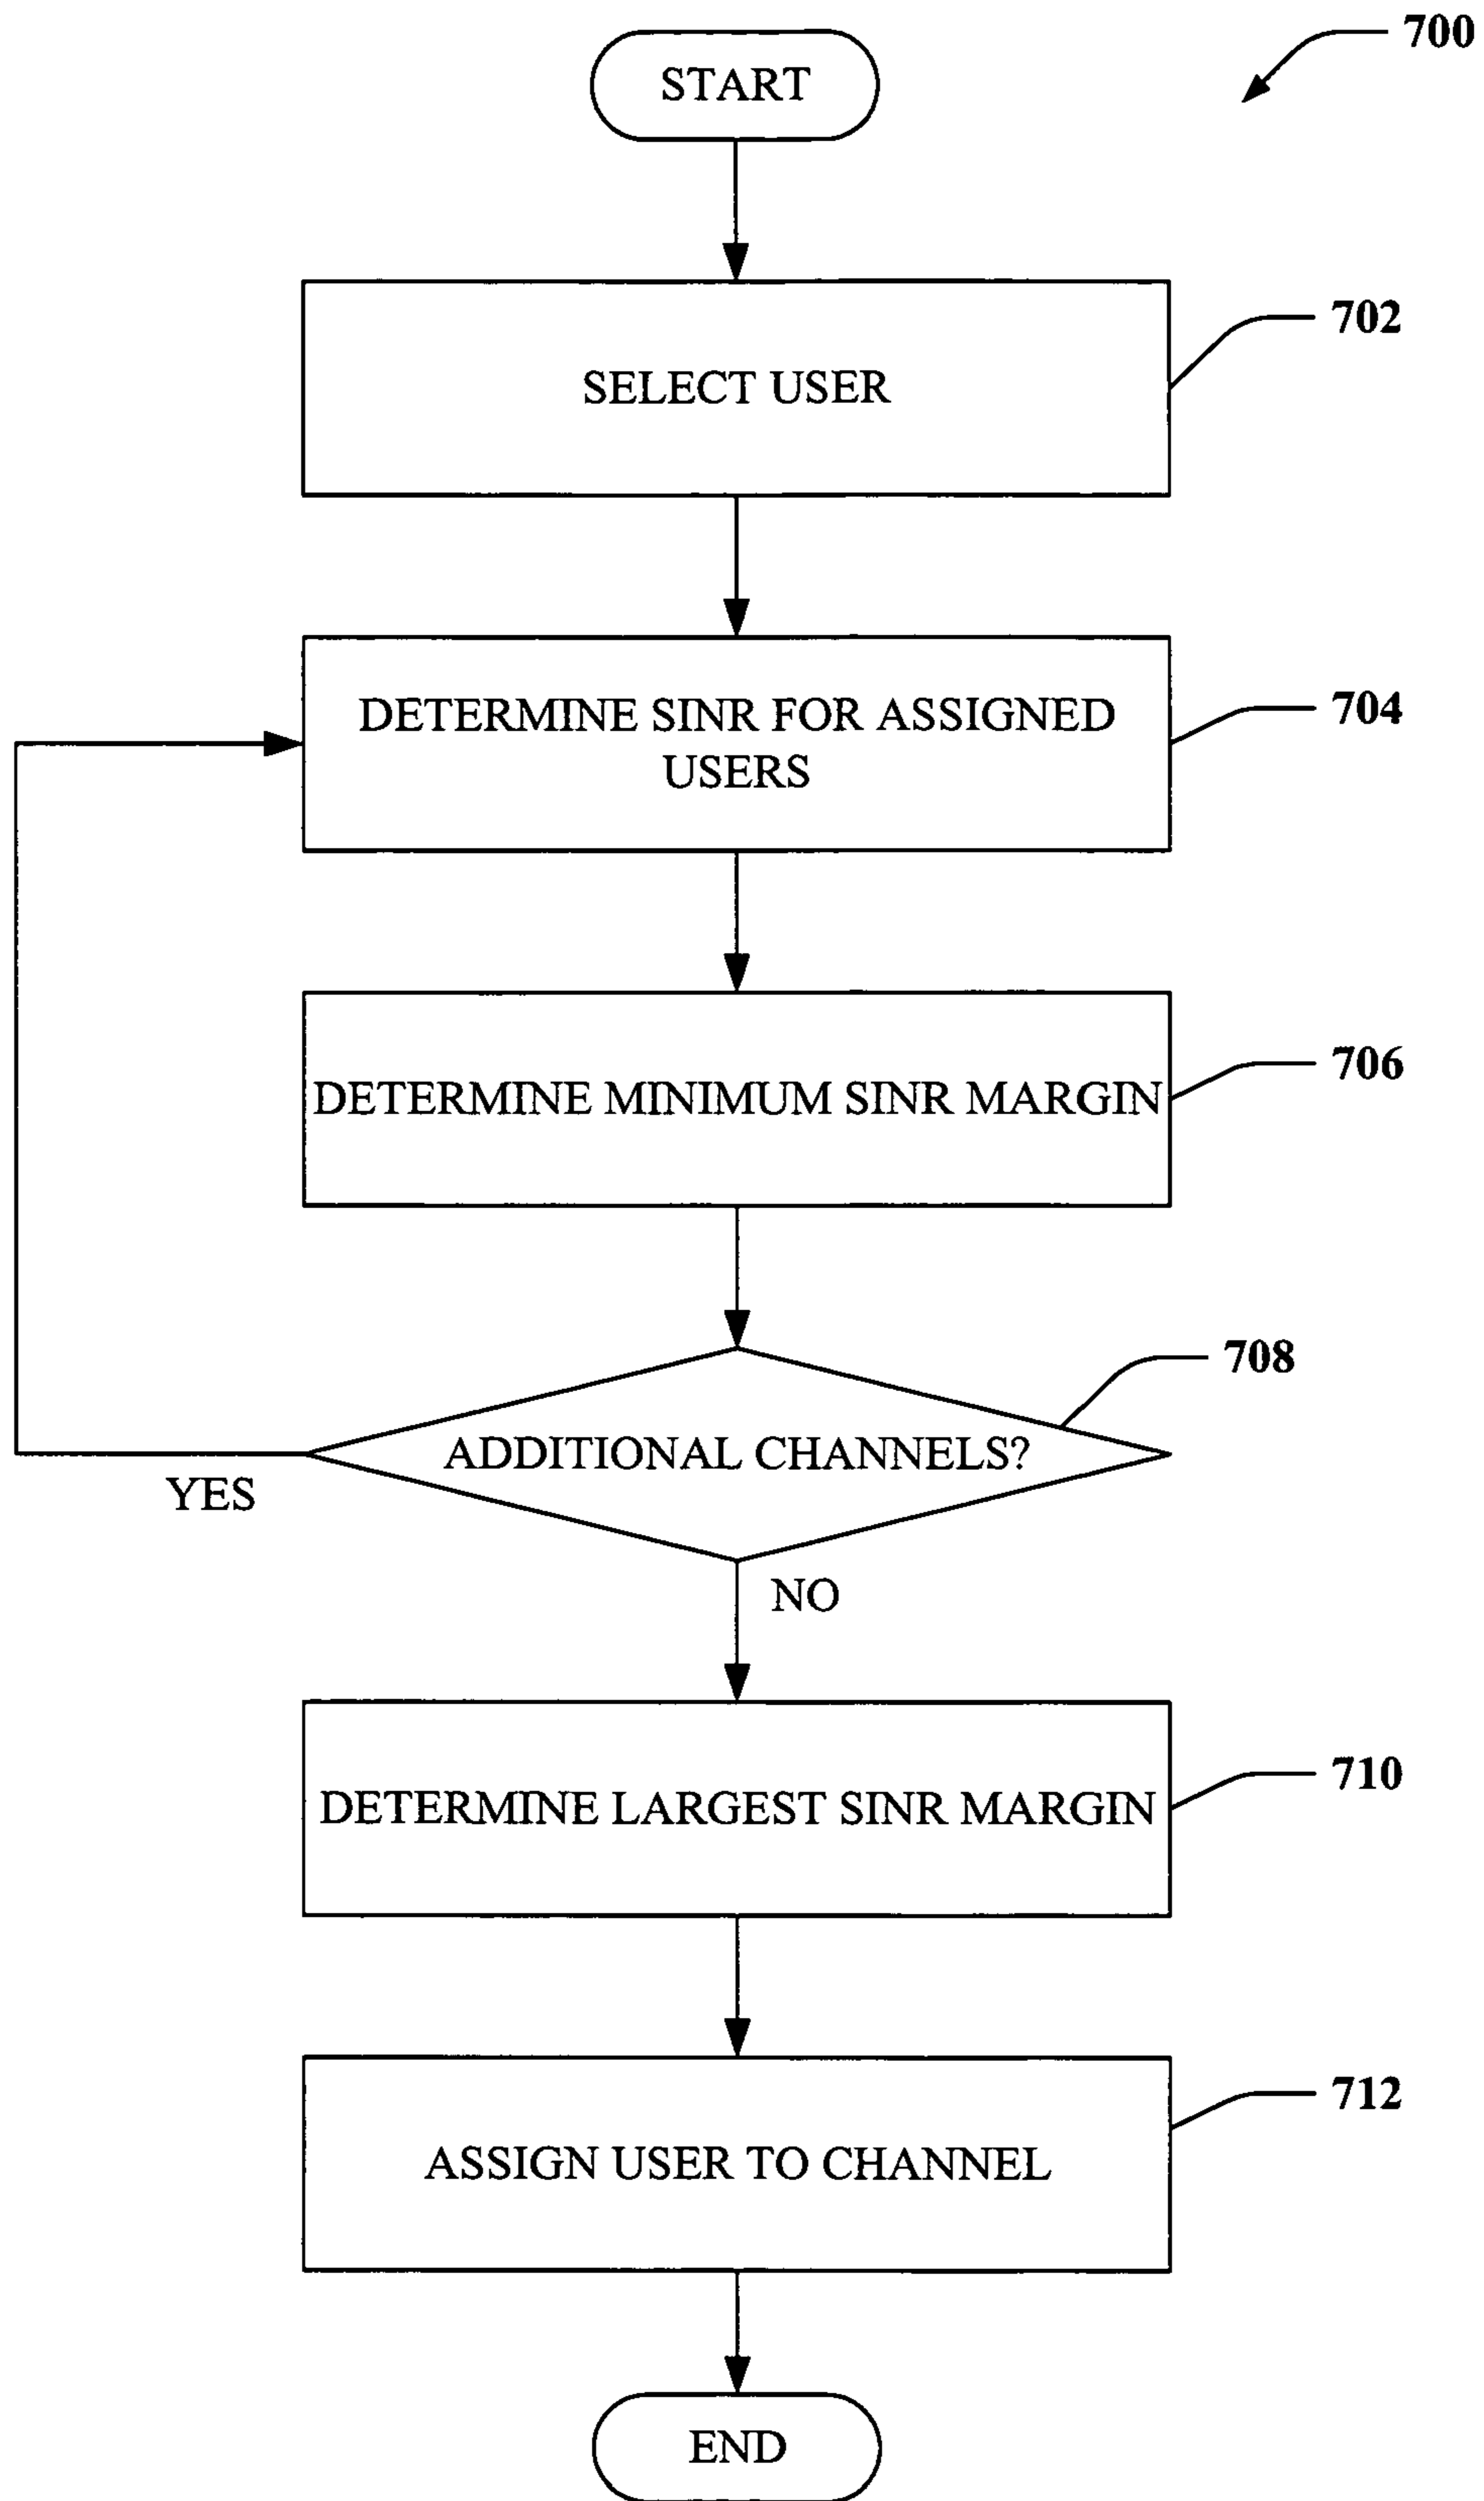 700
START
702
SELECT USER
704
DETERMINE SINR FOR ASSIGNED
USERS
706
DETERMINE MINIMUM SINR MARGIN
708
ADDITIONAL CHANNELS?
YES
NO
710
DETERMINE LARGEST SINR MARGIN
712
ASSIGN USER TO CHANNEL
END